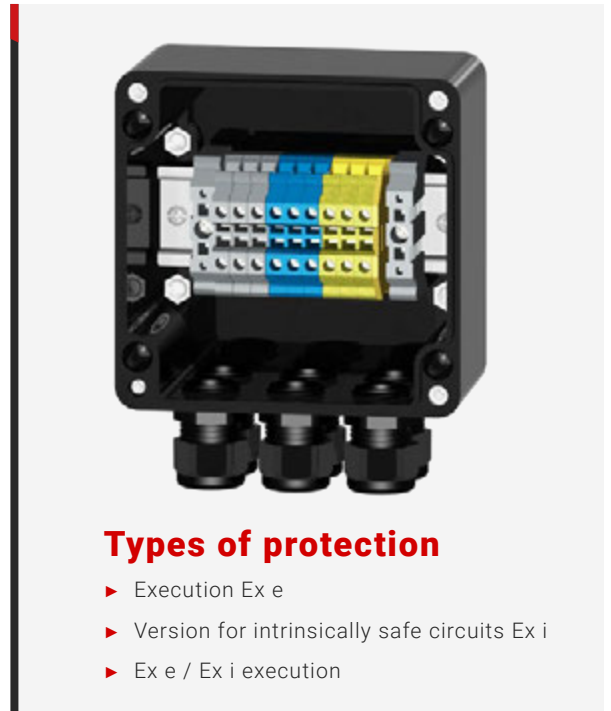 Types of protection
► Execution Ex e
► Version for intrinsically safe circuits Ex i
► Ex e / Ex i execution